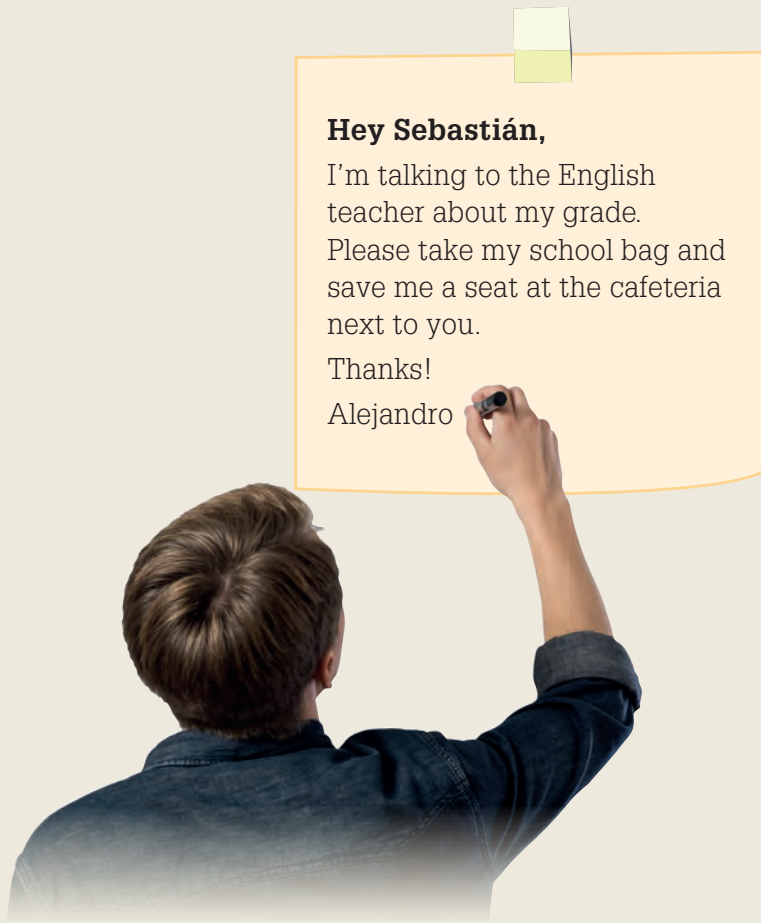 Hey Sebastián,
I’m talking to the English
teacher about my grade.
Please take my school bag and
save me a seat at the cafeteria
next to you.
Thanks!
Alejandro